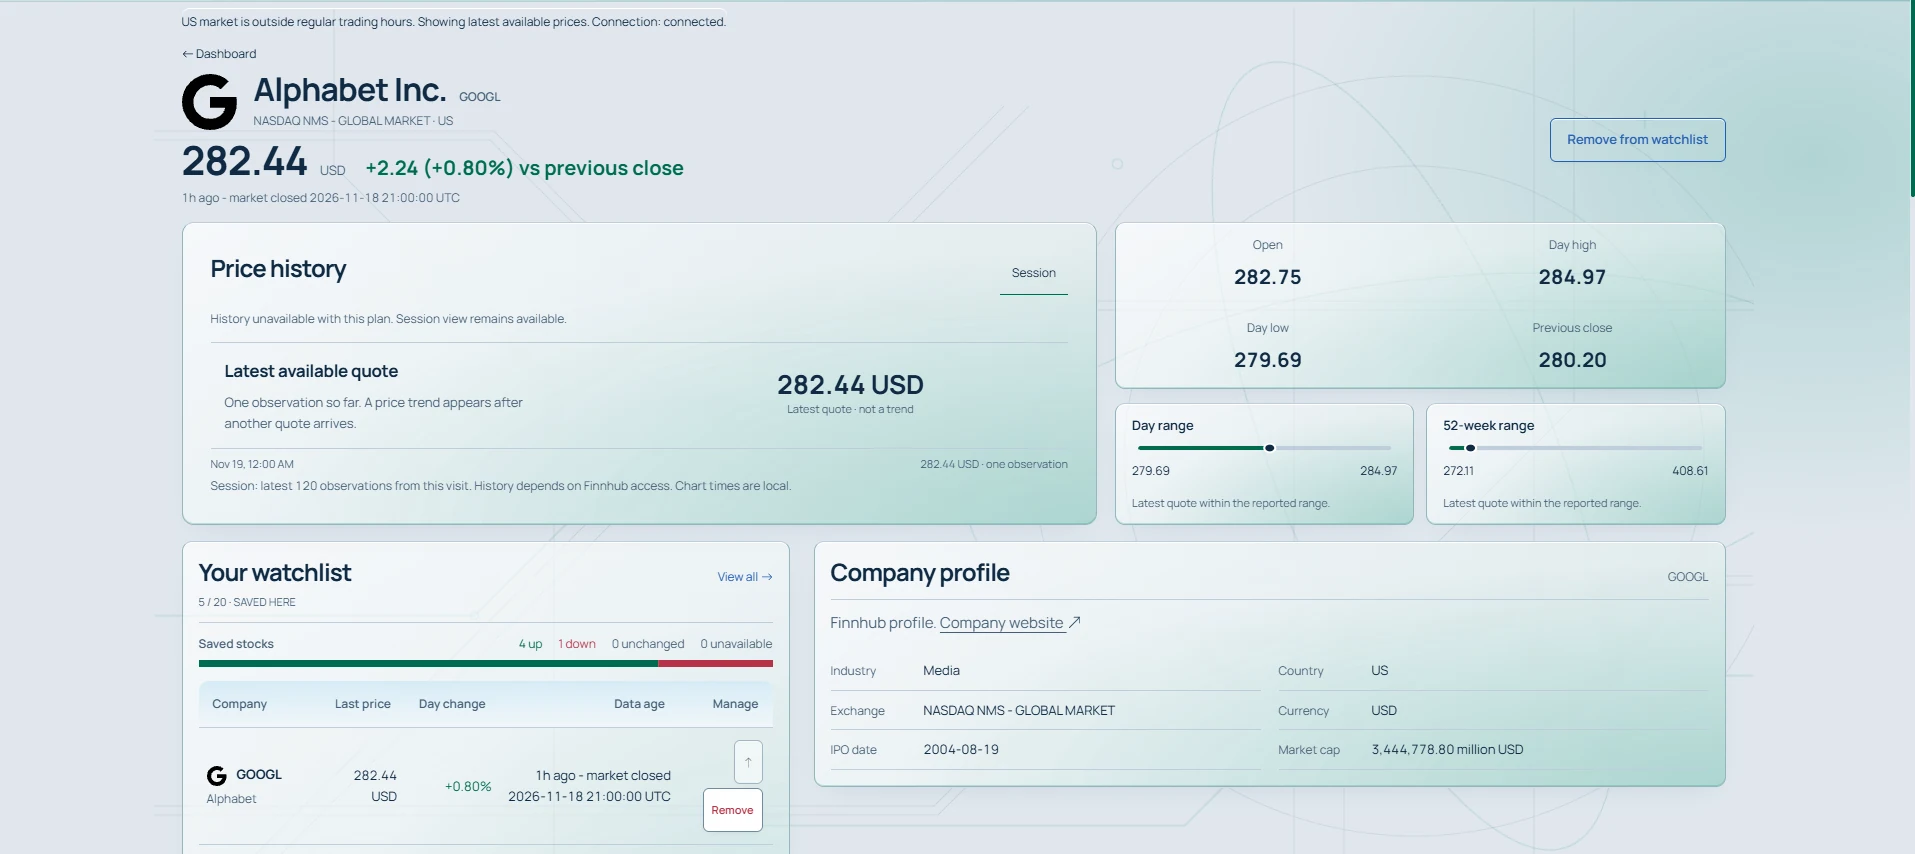 US market is outside regular trading hours. Showing latest available prices. Connection: connected.
← Dashboard
Alphabet Inc. GOOGL
NASDAQ NMS - GLOBAL MARKET · US
282.44 USD +2.24 (+0.80%) vs previous close
1h ago - market closed 2026-11-18 21:00:00 UTC
Remove from watchlist
Price history
Session
History unavailable with this plan. Session view remains available.
Latest available quote
One observation so far. A price trend appears after
another quote arrives.
282.44 USD
Latest quote · not a trend
Nov 19, 12:00 AM
282.44 USD · one observation
Session: latest 120 observations from this visit. History depends on Finnhub access. Chart times are local.
Open
282.75
Day high
284.97
Day low
279.69
Previous close
280.20
Day range
279.69 284.97
Latest quote within the reported range.
52-week range
272.11 408.61
Latest quote within the reported range.
Your watchlist
View all →
5 / 20 · SAVED HERE
Saved stocks 4 up 1 down 0 unchanged 0 unavailable
Company Last price Day change Data age Manage
GOOGL
Alphabet
282.44
USD
+0.80%
1h ago - market closed
2026-11-18 21:00:00 UTC
↑
Remove
Company profile
GOOGL
Finnhub profile. Company website ↗
Industry Media
Country US
Exchange NASDAQ NMS - GLOBAL MARKET
Currency USD
IPO date 2004-08-19
Market cap 3,444,778.80 million USD